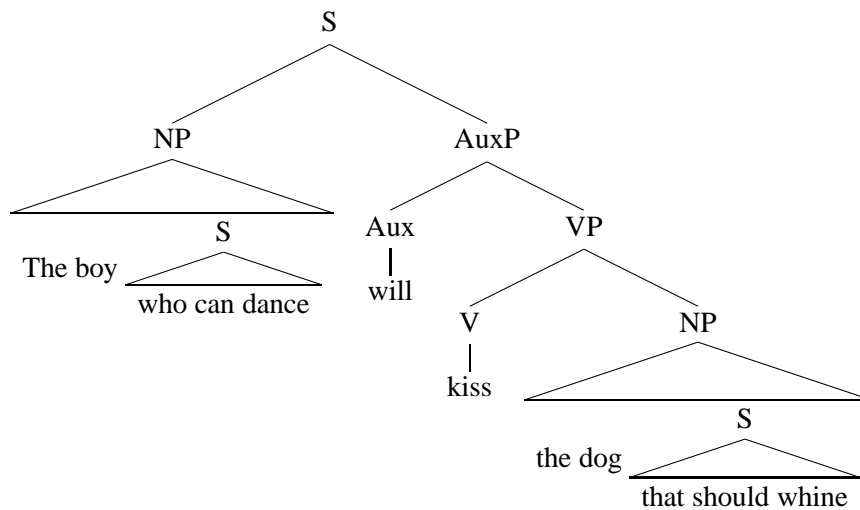 S
NP AuxP
S Aux VP
The boy will
who can dance V NP
kiss
S
the dog
that should whine